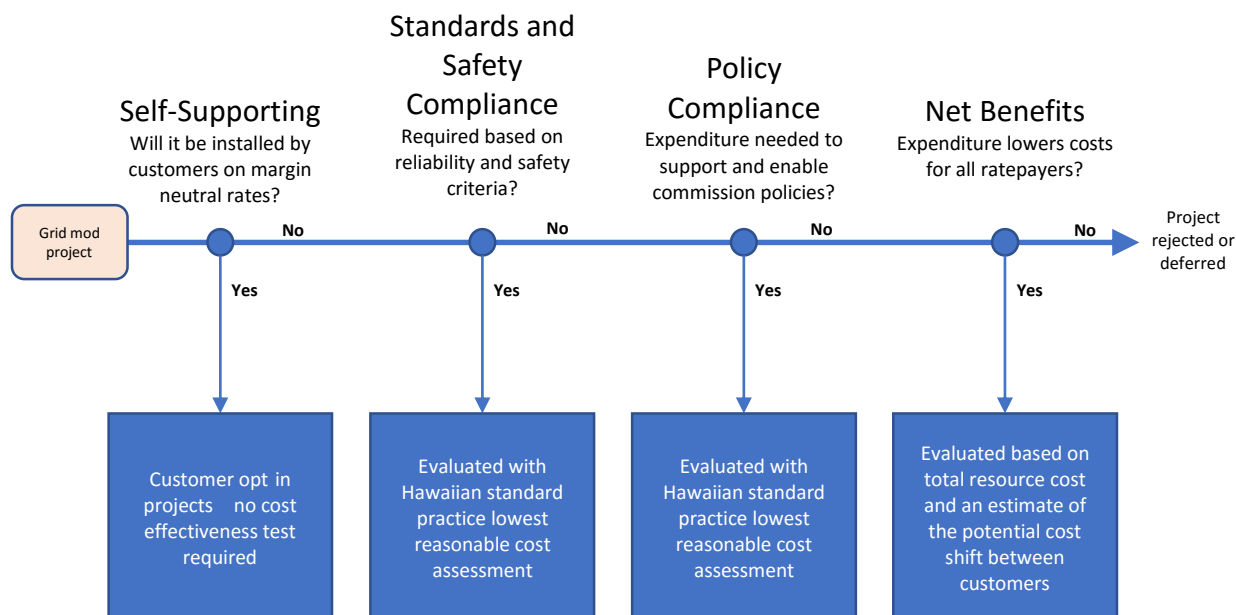 Self-Supporting
Will it be installed by
customers on margin
neutral rates?
Standards and
Safety
Compliance
Required based on
reliability and safety
criteria?
Policy
Compliance
Expenditure needed to
support and enable
commission policies?
Net Benefits
Expenditure lowers costs
for all ratepayers?
Grid mod
project
No
No
No
No
Project
rejected or
deferred
Yes
Yes
Yes
Yes
Customer opt in
projects no cost
effectiveness test
required
Evaluated with
Hawaiian standard
practice lowest
reasonable cost
assessment
Evaluated with
Hawaiian standard
practice lowest
reasonable cost
assessment
Evaluated based on
total resource cost
and an estimate of
the potential cost
shift between
customers